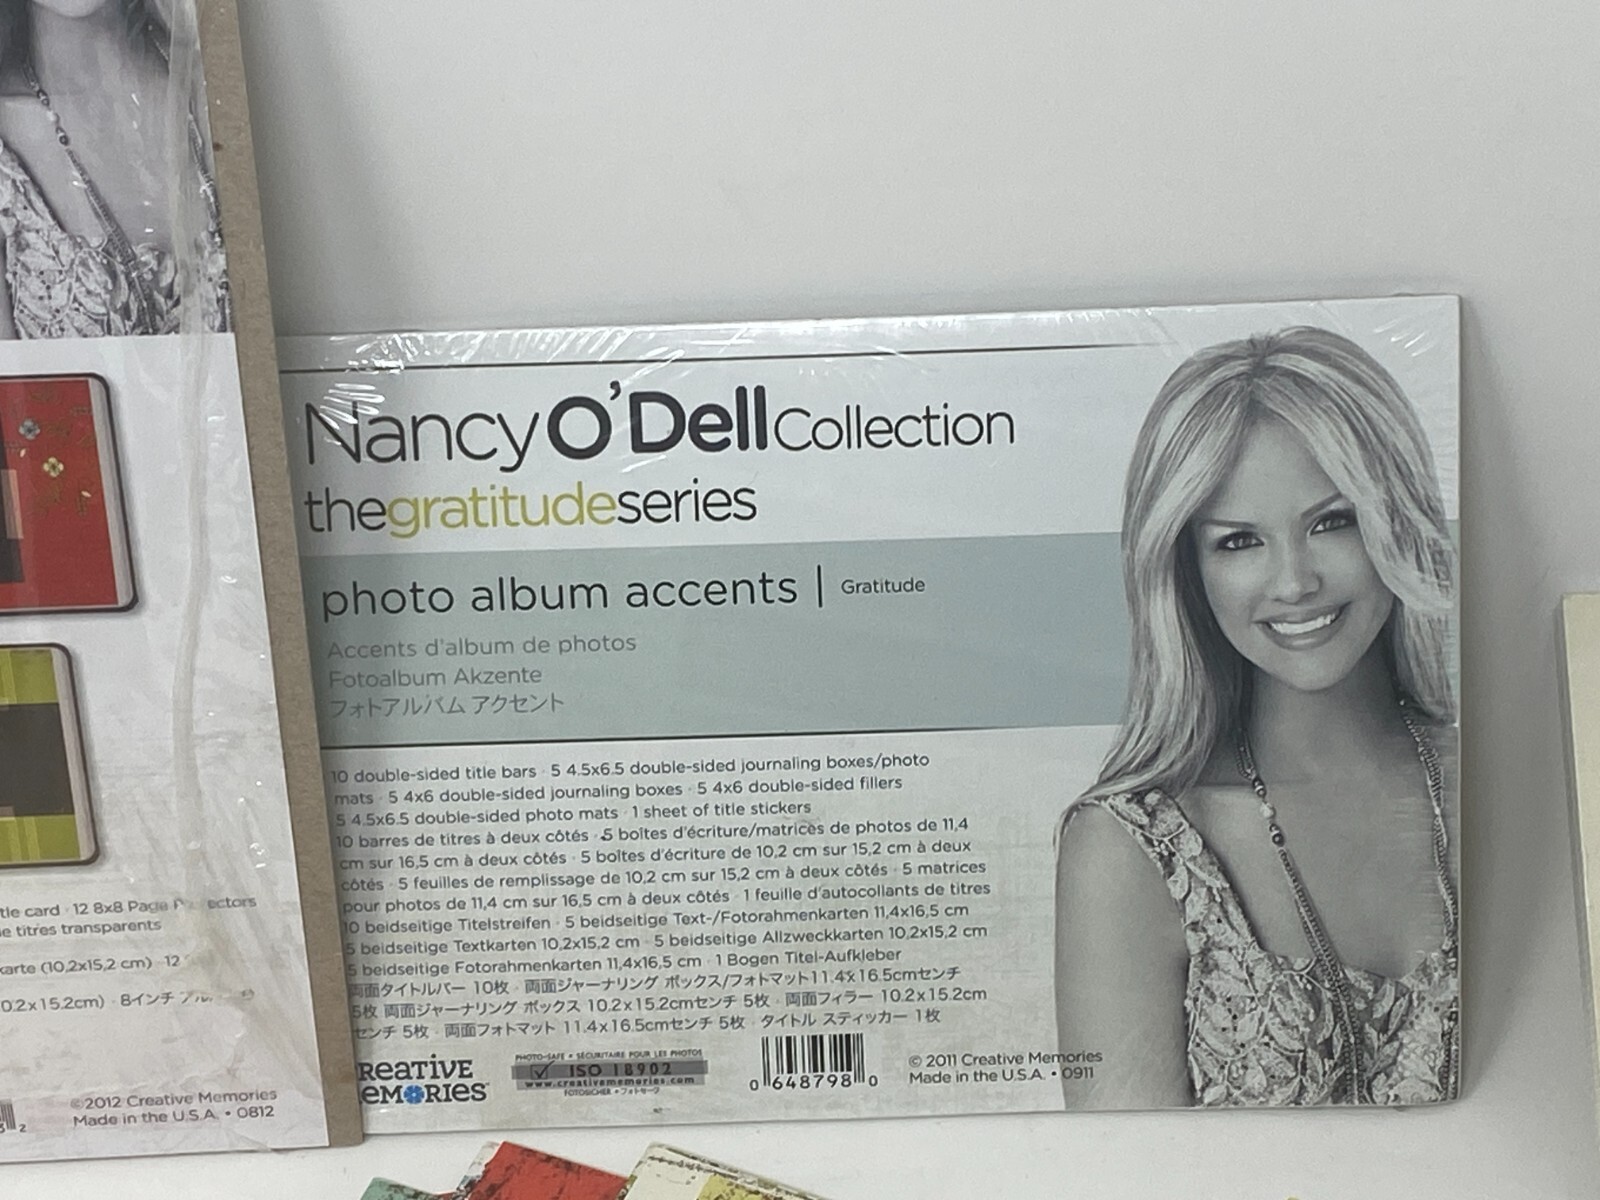 Nancy O'Dell Collection
thegratitudeseries
photo album accents | Gratitude
Accents d'album de photos
Fotoalbum Akzente
フォトアルバム アクセント
10 double-sided title bars · 5 4.5x6.5 double-sided journaling boxes/photo
mats · 5 4x6 double-sided journaling boxes · 5 4x6 double-sided fillers
5 4.5x6.5 double-sided photo mats · 1 sheet of title stickers
10 barres de titres à deux côtés · 5 boîtes d'écriture/matrices de photos de 11,4
cm sur 16,5 cm à deux côtés · 5 boîtes d'écriture de 10,2 cm sur 15,2 cm à deux
côtés · 5 feuilles de remplissage de 10,2 cm sur 15,2 cm à deux côtés · 5 matrices
pour photos de 11,4 cm sur 16,5 cm à deux côtés · 1 feuille d'autocollants de titres
10 beidseitige Titelstreifen · 5 beidseitige Text-/Fotorahmenkarten 11,4x16,5 cm
5 beidseitige Textkarten 10,2x15,2 cm · 5 beidseitige Allzweckkarten 10,2x15,2 cm
5 beidseitige Fotorahmenkarten 11,4x16,5 cm · 1 Bogen Titel-Aufkleber
両面タイトルバー 10枚 · 両面ジャーナリング ボックス/フォトマット11.4x16.5cmセンチ
5枚 両面ジャーナリング ボックス 10.2x15.2cmセンチ 5枚 · 両面フィラー 10.2x15.2cm
センチ 5枚 · 両面フォトマット 11.4x16.5cmセンチ 5枚 · タイトル スティッカー 1枚
CREATIVE
MEMORIES
PHOTO-SAFE • SÉCURITAIRE POUR LES PHOTOS
ISO 18902
www.creativememories.com
FOTOSICHER • フォトセーフ
0 648798 0
© 2011 Creative Memories
Made in the U.S.A. • 0911
tle card · 12 8x8 Page ectors
e titres transparents
karte (10,2x15,2 cm) · 12
0.2x15.2cm) · 8インチ
©2012 Creative Memories
Made in the U.S.A. • 0812
2